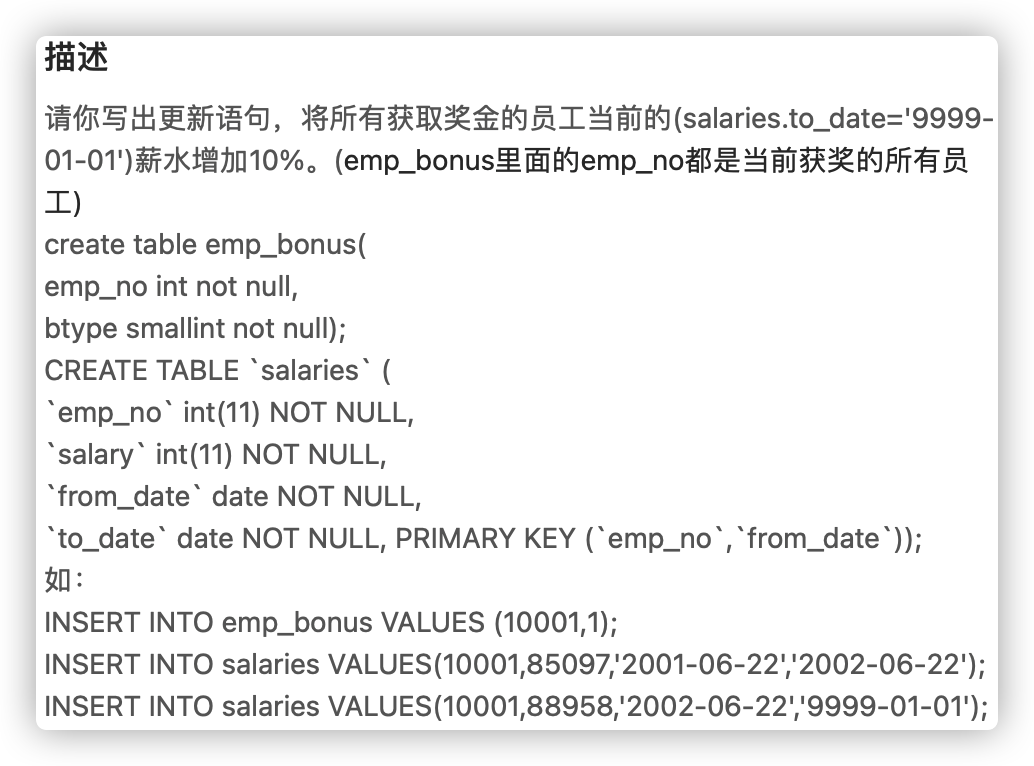 描述
请你写出更新语句，将所有获取奖金的员工当前的(salaries.to_date='9999-
01-01')薪水增加10%。(emp_bonus里面的emp_no都是当前获奖的所有员
工)
create table emp_bonus(
emp_no int not null,
btype smallint not null);
CREATE TABLE `salaries` (
`emp_no` int(11) NOT NULL,
`salary` int(11) NOT NULL,
`from_date` date NOT NULL,
`to_date` date NOT NULL, PRIMARY KEY (`emp_no`,`from_date`));
如：
INSERT INTO emp_bonus VALUES (10001,1);
INSERT INTO salaries VALUES(10001,85097,'2001-06-22','2002-06-22');
INSERT INTO salaries VALUES(10001,88958,'2002-06-22','9999-01-01');